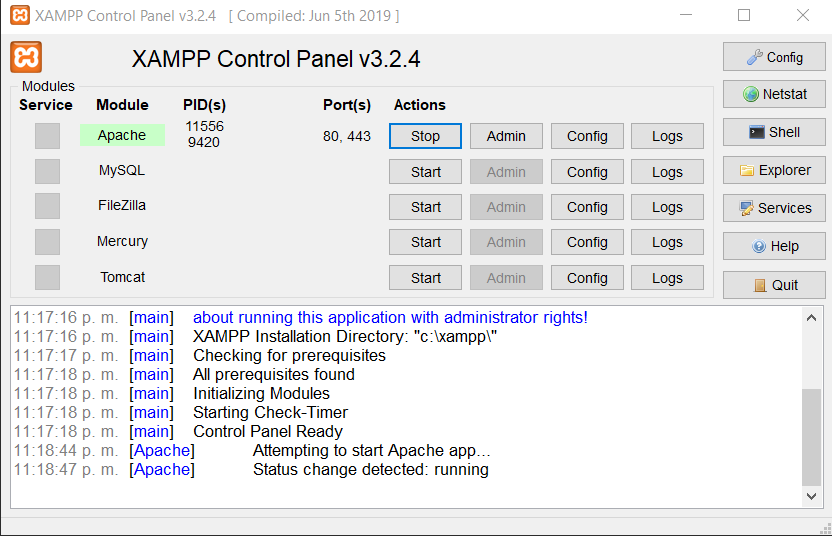 XAMPP Control Panel v3.2.4 [ Compiled: Jun 5th 2019 ]
XAMPP Control Panel v3.2.4
Config
Modules
Service Module PID(s) Port(s) Actions
Netstat
Apache 11556 9420 80, 443 Stop Admin Config Logs
Shell
MySQL Start Admin Config Logs
Explorer
FileZilla Start Admin Config Logs
Services
Mercury Start Admin Config Logs
Help
Tomcat Start Admin Config Logs
Quit
11:17:16 p. m. [main] about running this application with administrator rights!
11:17:16 p. m. [main] XAMPP Installation Directory: "c:\xampp\"
11:17:17 p. m. [main] Checking for prerequisites
11:17:18 p. m. [main] All prerequisites found
11:17:18 p. m. [main] Initializing Modules
11:17:18 p. m. [main] Starting Check-Timer
11:17:18 p. m. [main] Control Panel Ready
11:18:44 p. m. [Apache] Attempting to start Apache app...
11:18:47 p. m. [Apache] Status change detected: running